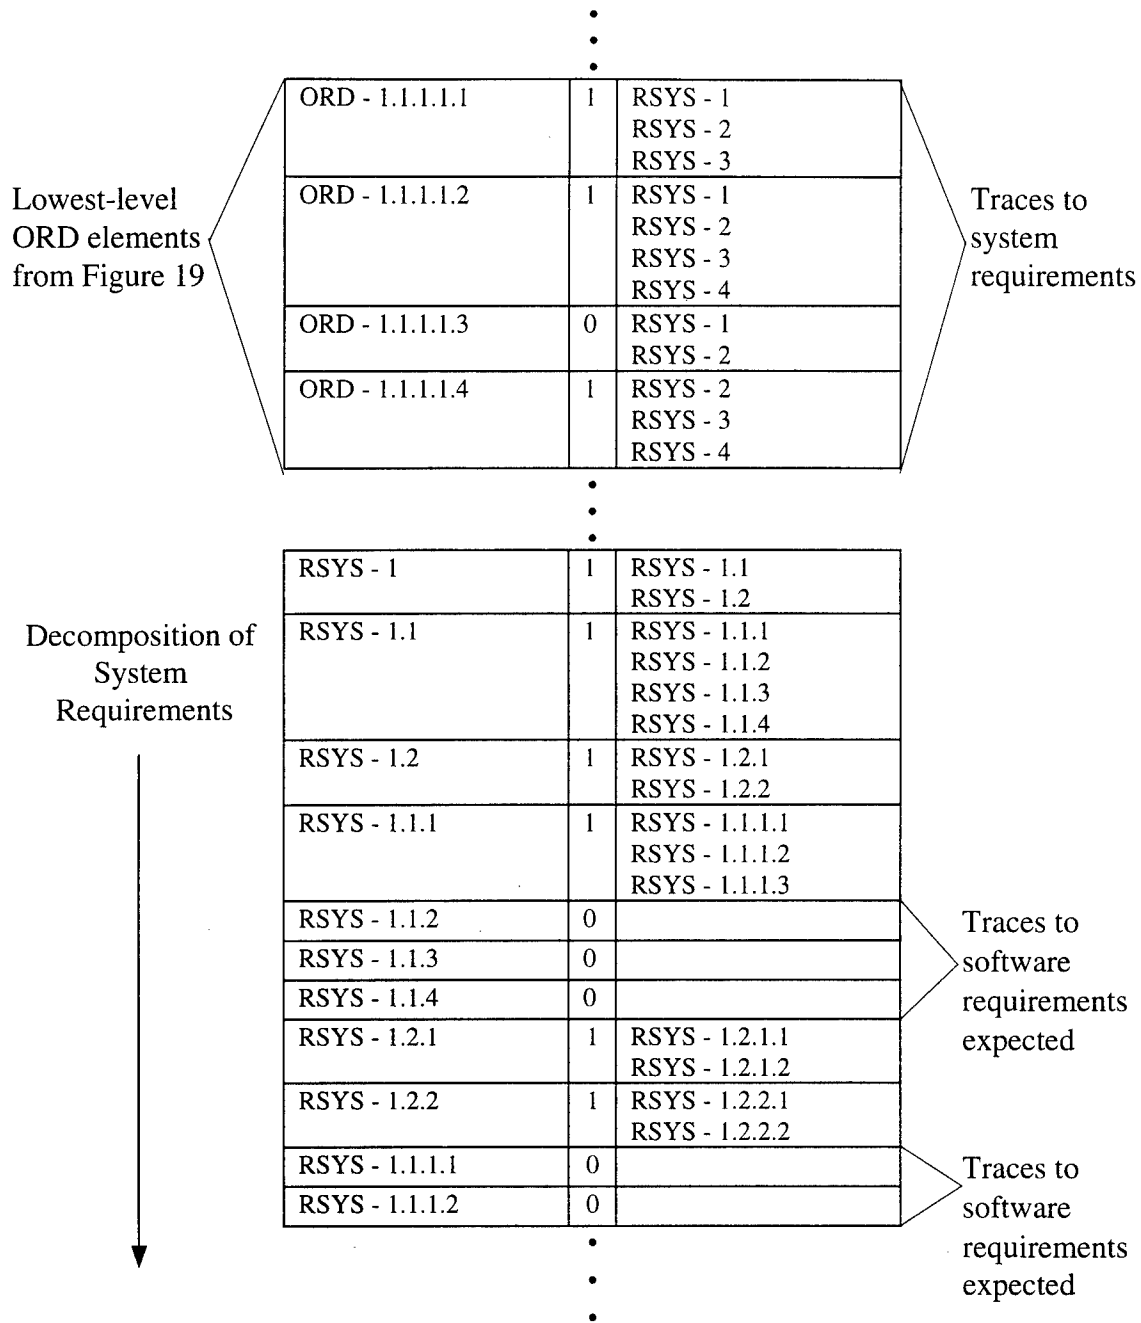 ORD - 1.1.1.1.1 1 RSYS - 1
RSYS - 2
RSYS - 3
Lowest-level
ORD elements
from Figure 19
ORD - 1.1.1.1.2 1 RSYS - 1
RSYS - 2
RSYS - 3
RSYS - 4
Traces to
system
requirements
ORD - 1.1.1.1.3 0 RSYS - 1
RSYS - 2
ORD - 1.1.1.1.4 1 RSYS - 2
RSYS - 3
RSYS - 4
RSYS - 1 1 RSYS - 1.1
RSYS - 1.2
Decomposition of
System
Requirements
RSYS - 1.1 1 RSYS - 1.1.1
RSYS - 1.1.2
RSYS - 1.1.3
RSYS - 1.1.4
RSYS - 1.2 1 RSYS - 1.2.1
RSYS - 1.2.2
RSYS - 1.1.1 1 RSYS - 1.1.1.1
RSYS - 1.1.1.2
RSYS - 1.1.1.3
RSYS - 1.1.2 0
RSYS - 1.1.3 0
RSYS - 1.1.4 0
Traces to
software
requirements
expected
RSYS - 1.2.1 1 RSYS - 1.2.1.1
RSYS - 1.2.1.2
RSYS - 1.2.2 1 RSYS - 1.2.2.1
RSYS - 1.2.2.2
RSYS - 1.1.1.1 0
RSYS - 1.1.1.2 0
Traces to
software
requirements
expected